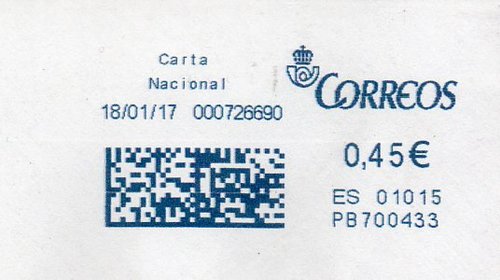 Carta
Nacional
18/01/17 000726690
CORREOS
0,45€
ES 01015
PB700433